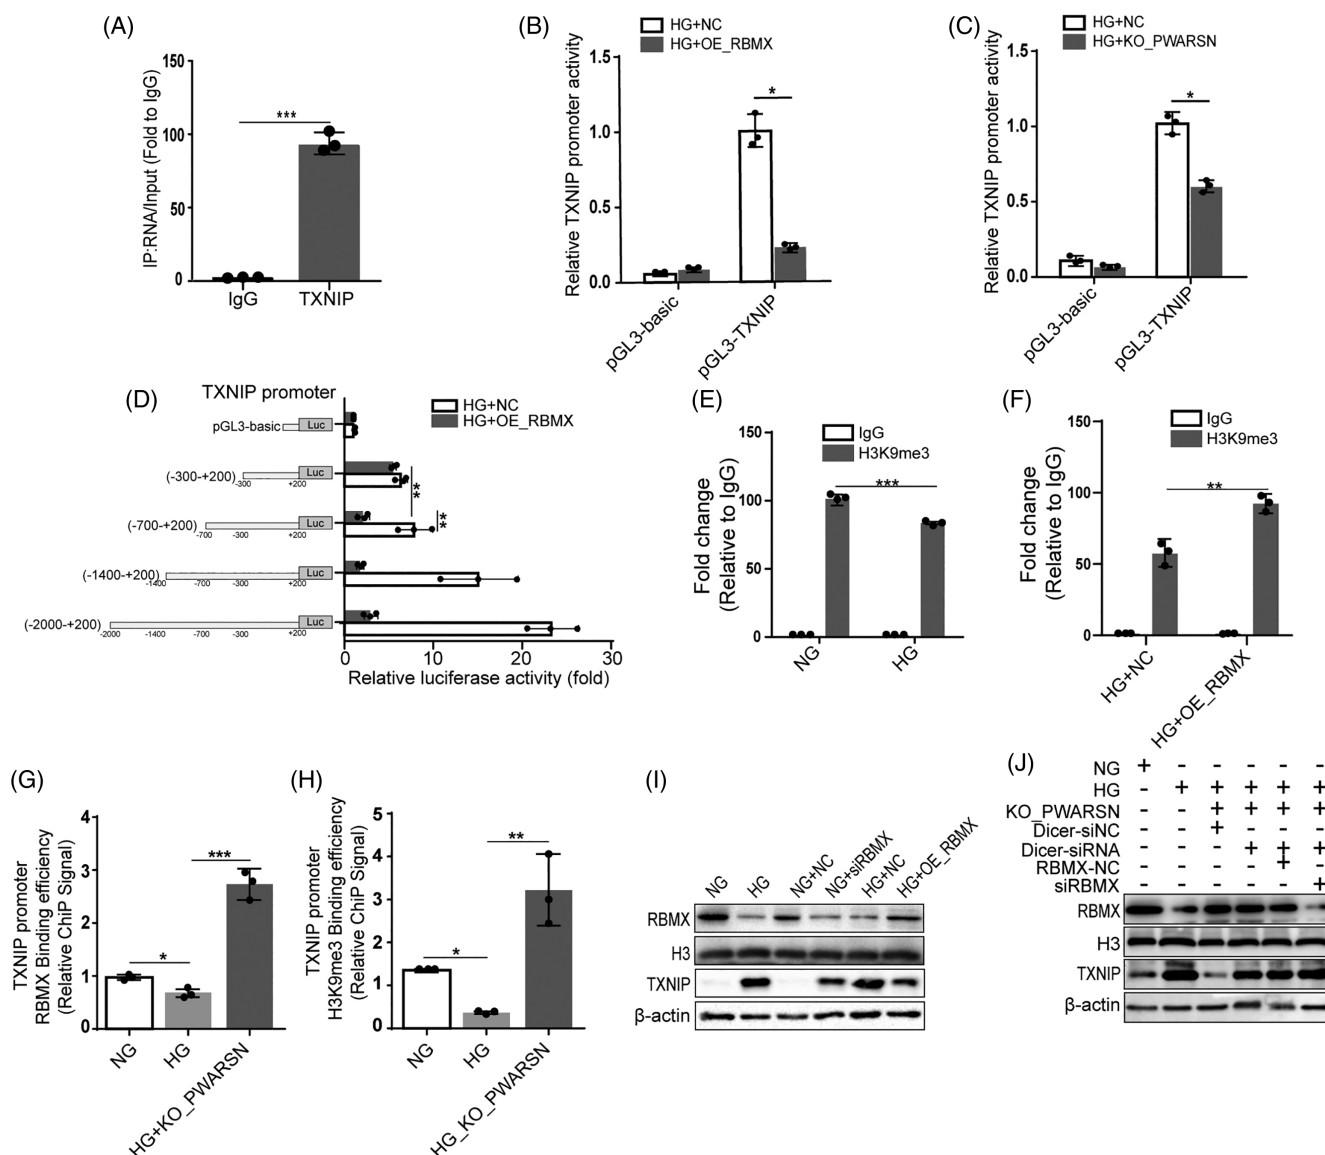 (A)
IP:RNA/Input (Fold to IgG)
150
100
50
0
***
IgG
TXNIP
(B)
HG+NC
HG+OE_RBMX
Relative TXNIP promoter activity
1.5
1.0
0.5
0.0
*
pGL3-basic
pGL3-TXNIP
(C)
HG+NC
HG+KO_PWARSN
Relative TXNIP promoter activity
1.5
1.0
0.5
0.0
*
pGL3-basic
pGL3-TXNIP
(D)
TXNIP promoter
HG+NC
HG+OE_RBMX
pGL3-basic
Luc
(-300-+200)
Luc
-300 +200
(-700-+200)
Luc
-700 -300 +200
(-1400-+200)
Luc
-1400 -700 -300 +200
(-2000-+200)
Luc
-2000 -1400 -700 -300 +200
**
**
0 10 20 30
Relative luciferase activity (fold)
(E)
IgG
H3K9me3
Fold change
(Relative to IgG)
150
100
50
0
***
NG
HG
(F)
IgG
H3K9me3
Fold change
(Relative to IgG)
150
100
50
0
**
HG+NC
HG+OE_RBMX
(G)
TXNIP promoter
RBMX Binding efficiency
(Relative ChiP Signal)
4
3
2
1
0
*
***
NG
HG
HG+KO_PWARSN
(H)
TXNIP promoter
H3K9me3 Binding efficiency
(Relative ChiP Signal)
5
4
3
2
1
0
*
**
NG
HG
HG_KO_PWARSN
(I)
NG
HG
NG+NC
NG+siRBMX
HG+NC
HG+OE_RBMX
RBMX
H3
TXNIP
β-actin
(J)
NG + - - - - -
HG - + + + + +
KO_PWARSN - - + + + +
Dicer-siNC - - + - - -
Dicer-siRNA - - - + + +
RBMX-NC - - - - + -
siRBMX - - - - - +
RBMX
H3
TXNIP
β-actin